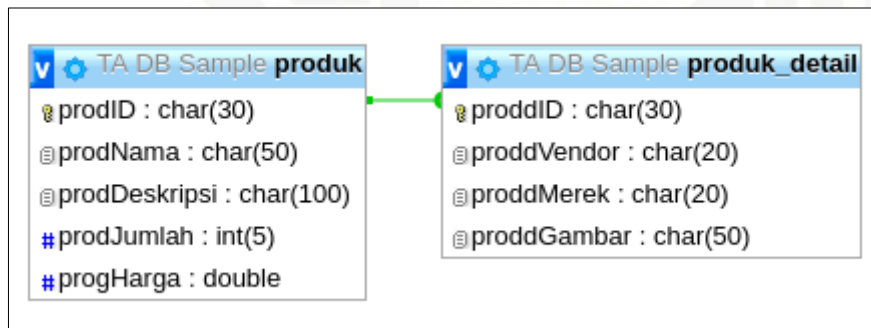 TA DB Sample produk
prodID : char(30)
prodNama : char(50)
prodDeskripsi : char(100)
prodJumlah : int(5)
progHarga : double
TA DB Sample produk_detail
proddID : char(30)
proddVendor : char(20)
proddMerek : char(20)
proddGambar : char(50)